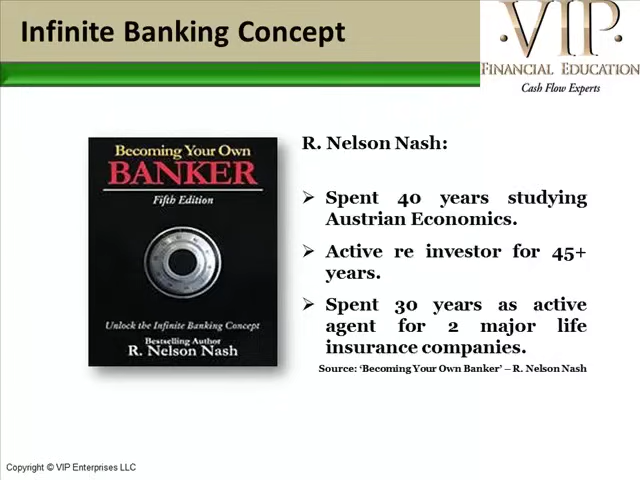 Infinite Banking Concept
VIP
FINANCIAL EDUCATION
Cash Flow Experts
Becoming Your Own
BANKER
Fifth Edition
Unlock the Infinite Banking Concept
Bestselling Author
R. Nelson Nash
R. Nelson Nash:
➢ Spent 40 years studying
Austrian Economics.
➢ Active re investor for 45+
years.
➢ Spent 30 years as active
agent for 2 major life
insurance companies.
Source: ‘Becoming Your Own Banker’ – R. Nelson Nash
Copyright © VIP Enterprises LLC